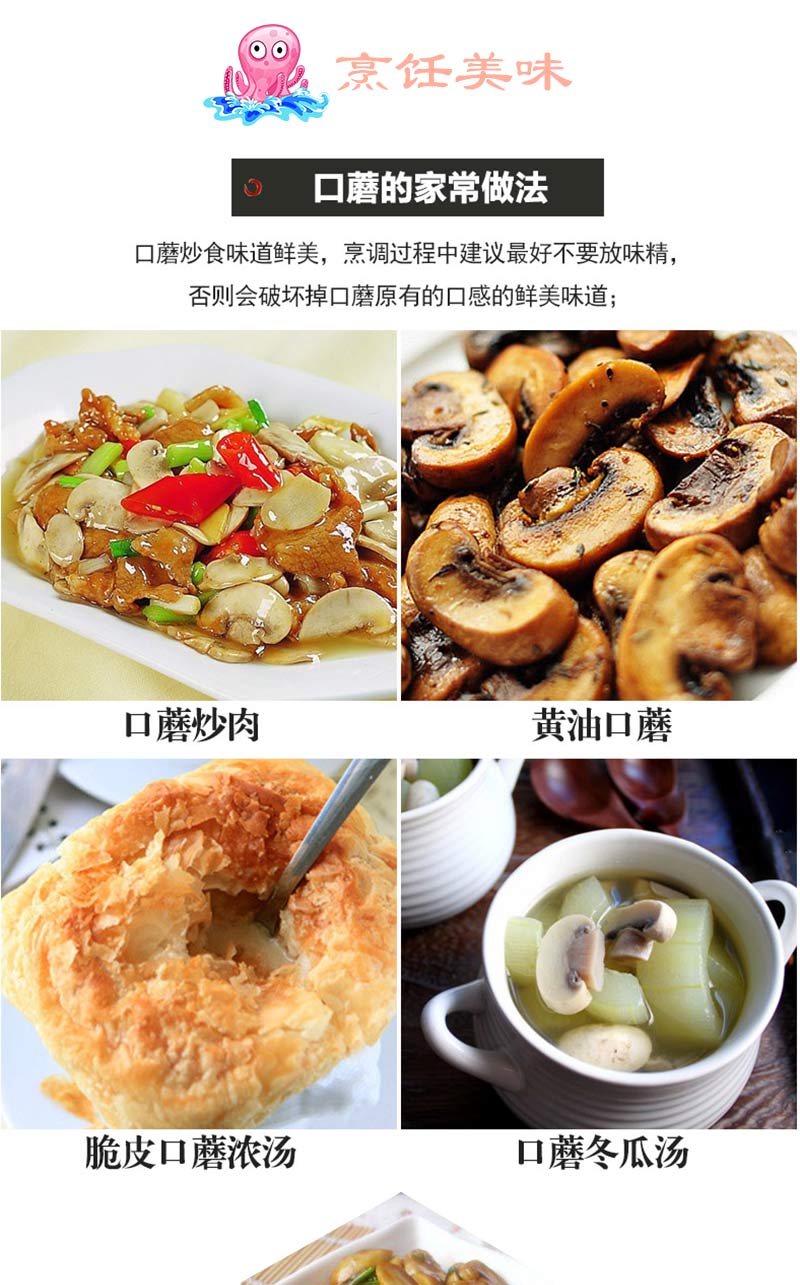 烹饪美味
口蘑的家常做法
口蘑炒食味道鲜美，烹调过程中建议最好不要放味精，
否则会破坏掉口蘑原有的口感的鲜美味道；
口蘑炒肉
黄油口蘑
脆皮口蘑浓汤
口蘑冬瓜汤